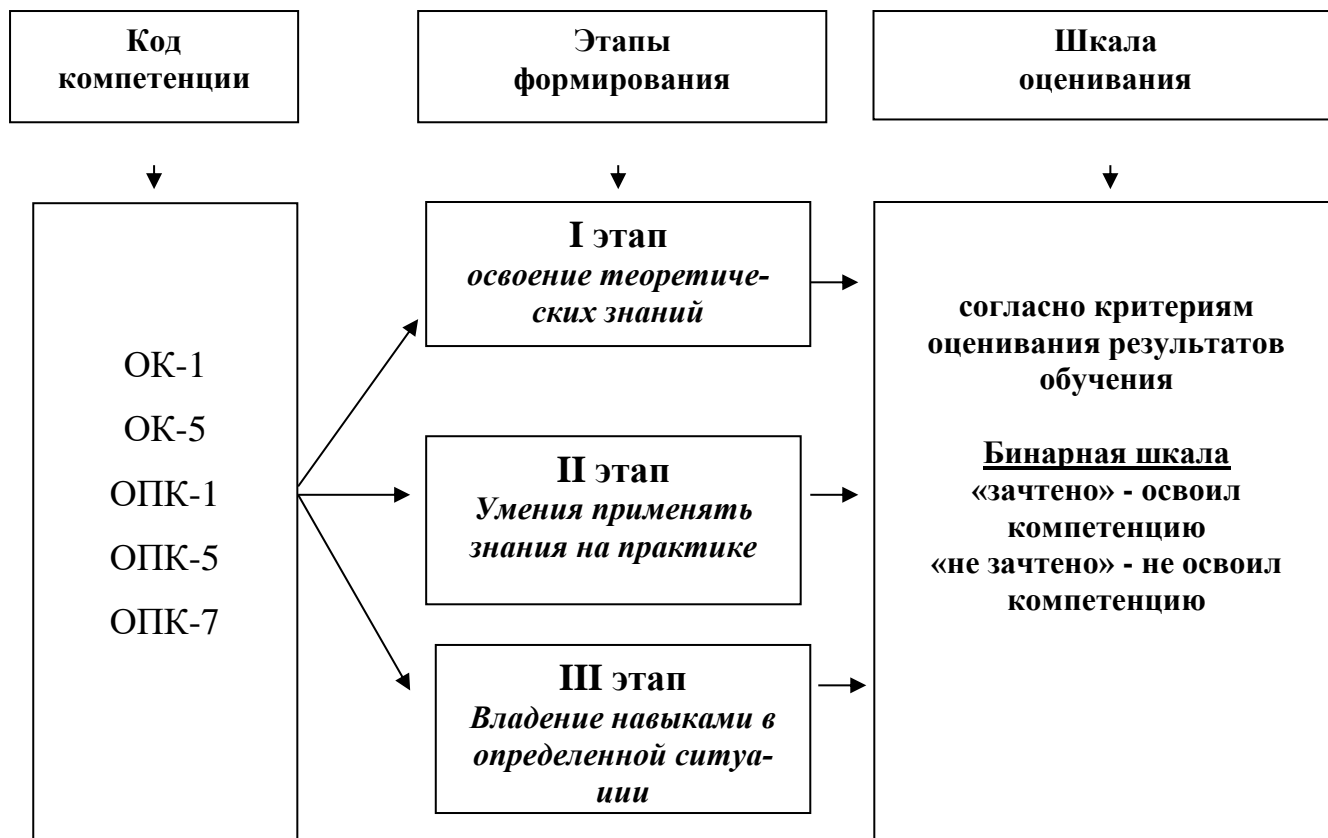 Код
компетенции
Этапы
формирования
Шкала
оценивания
ОК-1
ОК-5
ОПК-1
ОПК-5
ОПК-7
I этап
освоение теоретиче-
ских знаний
II этап
Умения применять
знания на практике
III этап
Владение навыками в
определенной ситуа-
ции
согласно критериям
оценивания результатов
обучения
Бинарная шкала
«зачтено» - освоил
компетенцию
«не зачтено» - не освоил
компетенцию